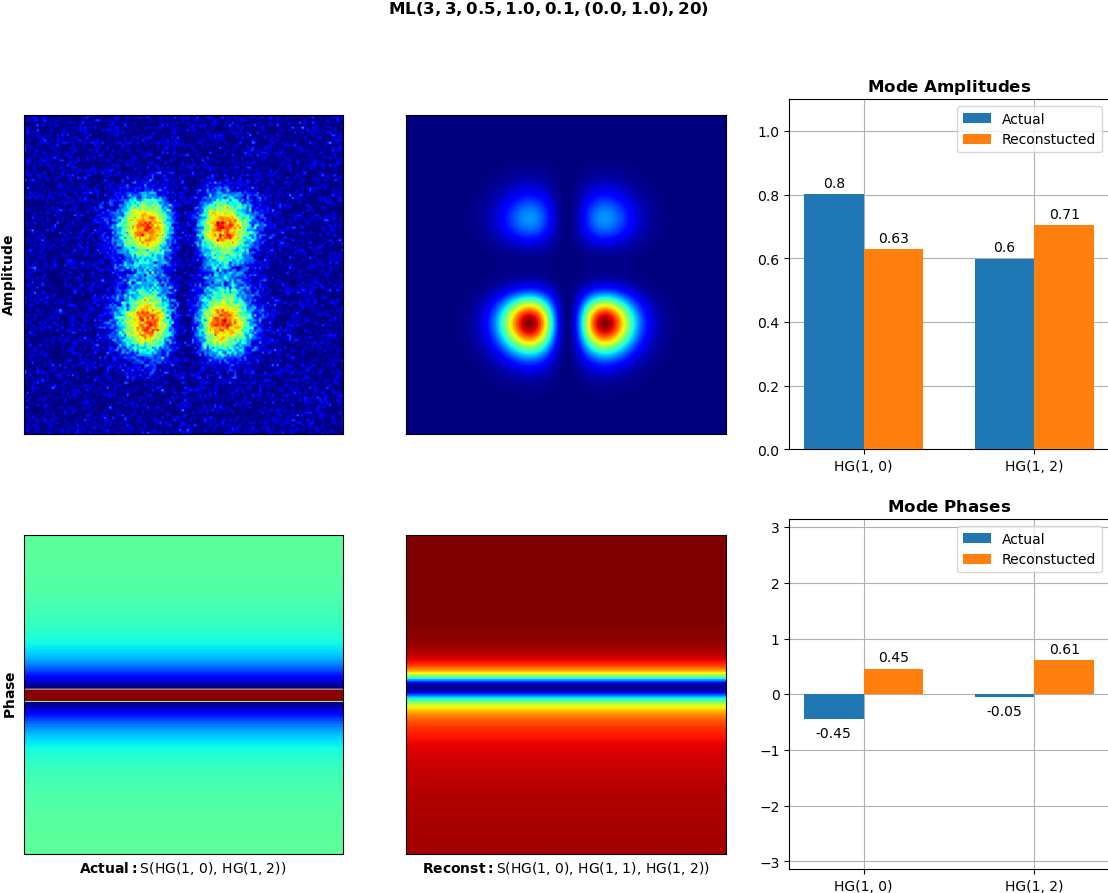 ML(3, 3, 0.5, 1.0, 0.1, (0.0, 1.0), 20)
Amplitude
Mode Amplitudes
Actual
Reconstucted
1.0
0.8
0.6
0.4
0.2
0.0
0.8
0.63
0.6
0.71
HG(1, 0)
HG(1, 2)
Phase
Actual: S(HG(1, 0), HG(1, 2))
Reconst: S(HG(1, 0), HG(1, 1), HG(1, 2))
Mode Phases
Actual
Reconstucted
3
2
1
0
−1
−2
−3
-0.45
0.45
-0.05
0.61
HG(1, 0)
HG(1, 2)